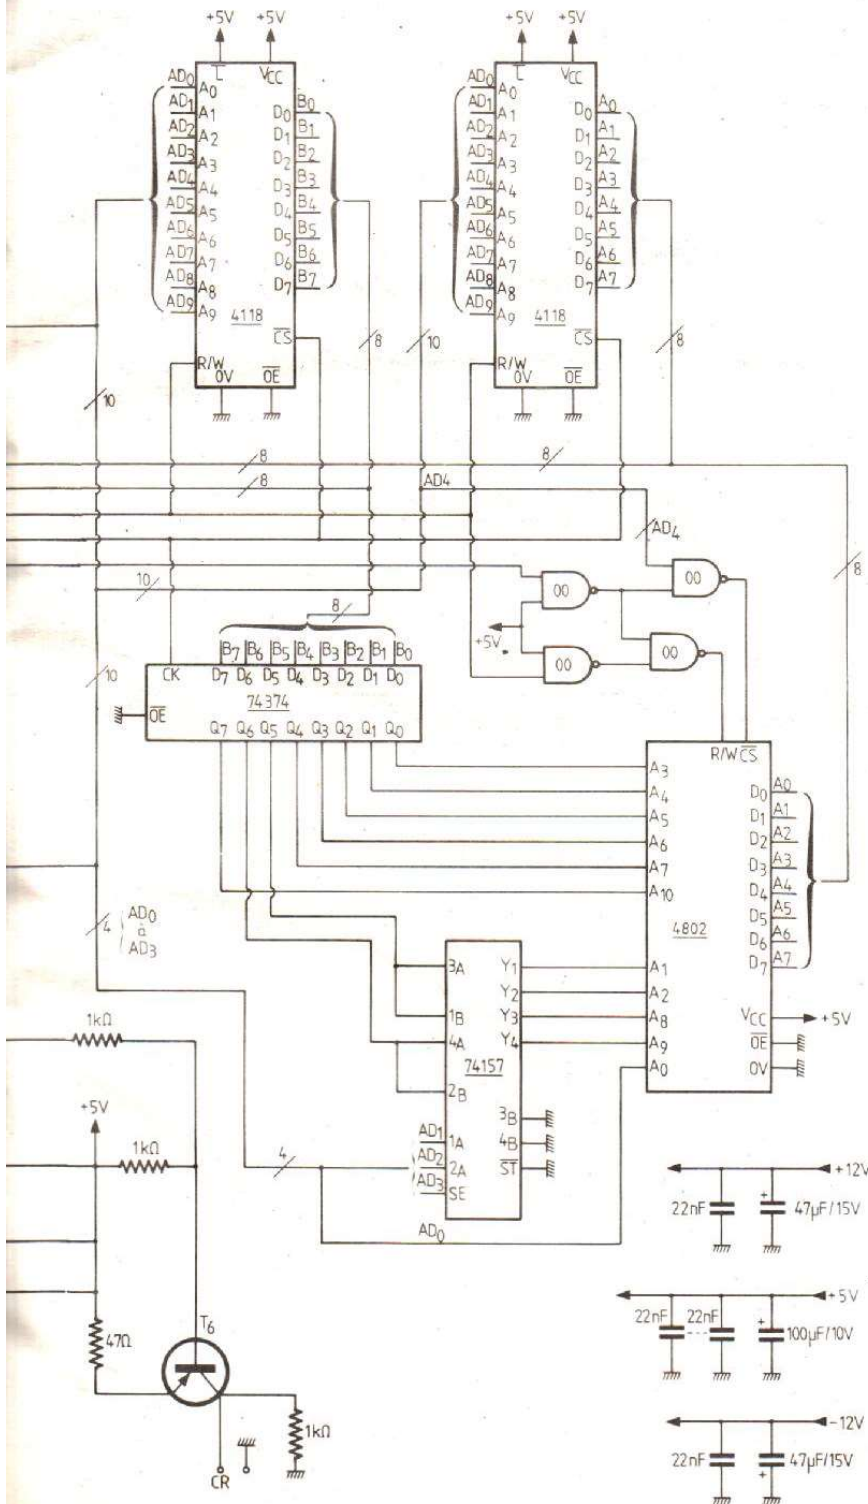 +5V +5V +5V +5V
L̅ VCC L̅ VCC
AD0 A0 AD0 A0
AD1 A1 D0 B0 AD1 A1 D0 A0
AD2 A2 D1 B1 AD2 A2 D1 A1
AD3 A3 D2 B2 AD3 A3 D2 A2
AD4 A4 D3 B3 AD4 A4 D3 A3
AD5 A5 D4 B4 AD5 A5 D4 A4
AD6 A6 D5 B5 AD6 A6 D5 A5
AD7 A7 D6 B6 AD7 A7 D6 A6
AD8 A8 D7 B7 AD8 A8 D7 A7
AD9 A9 4118 AD9 A9 4118
C̅S̅ 8 10 C̅S̅ 8
R/W R/W
0V O̅E̅ 0V O̅E̅
10
8 8
8 AD4
AD4
10 00 00 8
8 +5V 00 00
B7 B6 B5 B4 B3 B2 B1 B0
10 CK D7 D6 D5 D4 D3 D2 D1 D0
74374
O̅E̅
Q7 Q6 Q5 Q4 Q3 Q2 Q1 Q0
R/W C̅S̅
A3
A4 D0 A0
A5 D1 A1
A6 D2 A2
A7 D3 A3
A10 D4 A4
4 AD0 D5 A5
à 4802 D6 A6
AD3 D7 A7
3A Y1 A1
Y2 A2
1B Y3 A8 VCC +5V
1kΩ 4A Y4 A9 O̅E̅
74157 A0 0V
2B
+5V 3B
AD1 1A 4B
1kΩ 4 AD2 2A S̅T̅
AD3 SE
AD0
+12V
22nF + 47µF/15V
+5V
T6 22nF 22nF + 100µF/10V
47Ω
-12V
1kΩ 22nF 47µF/15V
+
CR